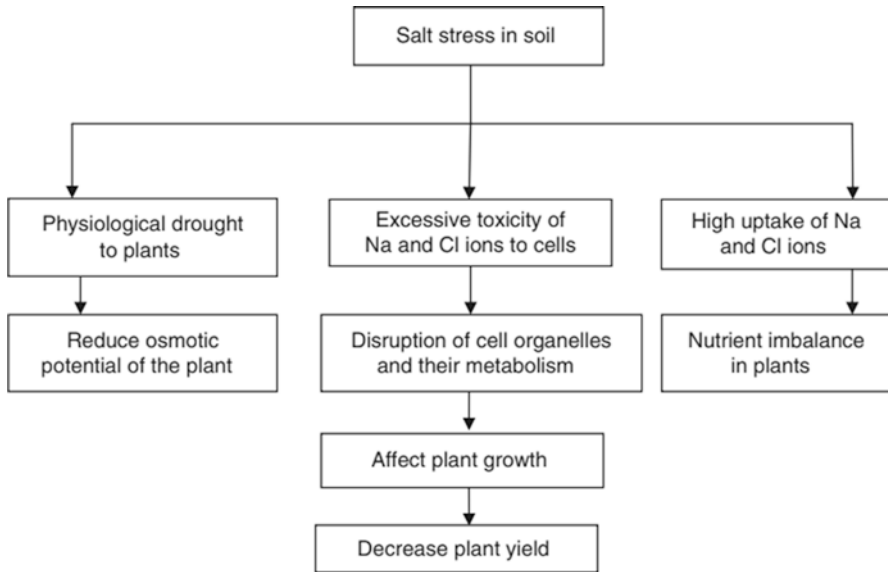 Salt stress in soil
Physiological drought
to plants
Excessive toxicity of
Na and Cl ions to cells
High uptake of Na
and Cl ions
Reduce osmotic
potential of the plant
Disruption of cell organelles
and their metabolism
Nutrient imbalance
in plants
Affect plant growth
Decrease plant yield